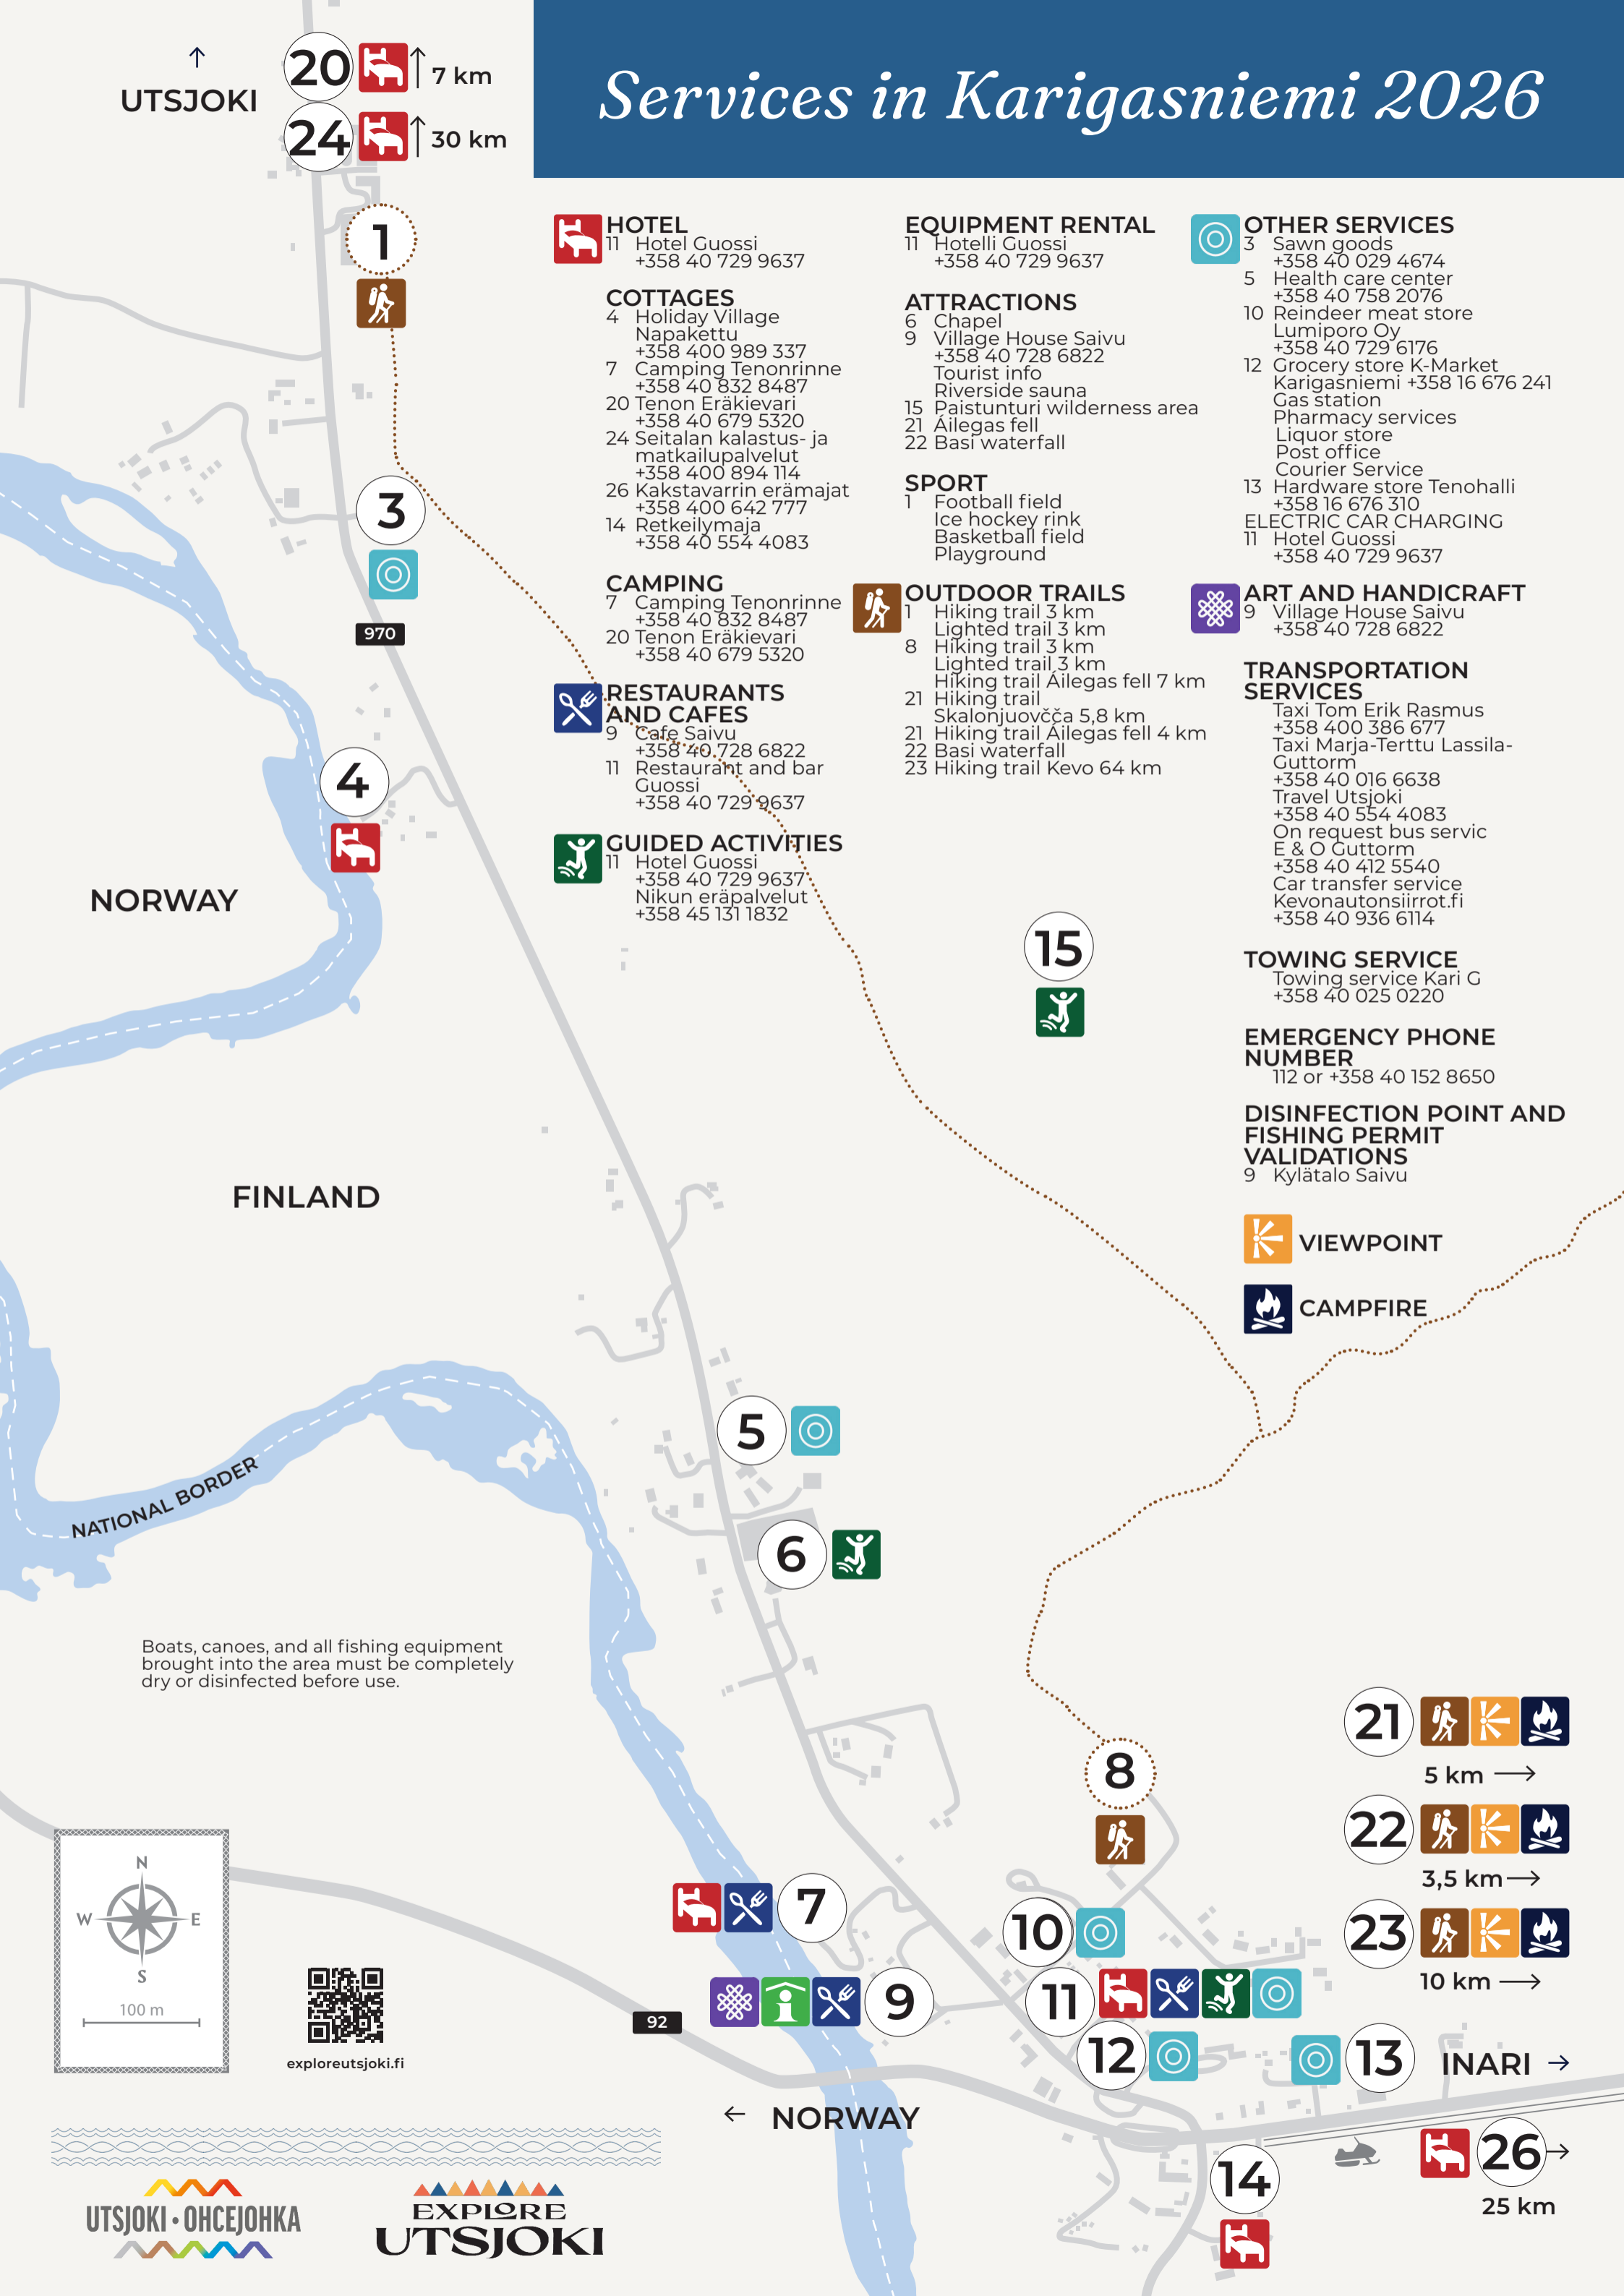 Services in Karigasniemi 2026
UTSJOKI
20
7 km
24
30 km
1
3
970
4
NORWAY
FINLAND
HOTEL
11 Hotel Guossi
+358 40 729 9637
COTTAGES
4 Holiday Village
Napakettu
+358 400 989 337
7 Camping Tenonrinne
+358 40 832 8487
20 Tenon Eräkievari
+358 40 679 5320
24 Seitalan kalastus- ja
matkailupalvelut
+358 400 894 114
26 Kakstavarrin erämajat
+358 400 642 777
14 Retkeilymaja
+358 40 554 4083
CAMPING
7 Camping Tenonrinne
+358 40 832 8487
20 Tenon Eräkievari
+358 40 679 5320
RESTAURANTS
AND CAFES
9 Cafe Saivu
+358 40 728 6822
11 Restaurant and bar
Guossi
+358 40 729 9637
GUIDED ACTIVITIES
11 Hotel Guossi
+358 40 729 9637
Nikun eräpalvelut
+358 45 131 1832
EQUIPMENT RENTAL
11 Hotelli Guossi
+358 40 729 9637
ATTRACTIONS
6 Chapel
9 Village House Saivu
+358 40 728 6822
Tourist info
Riverside sauna
15 Paistunturi wilderness area
21 Áilegas fell
22 Basi waterfall
SPORT
1 Football field
Ice hockey rink
Basketball field
Playground
OUTDOOR TRAILS
1 Hiking trail 3 km
Lighted trail 3 km
8 Hiking trail 3 km
Lighted trail 3 km
Hiking trail Áilegas fell 7 km
21 Hiking trail
Skalonjuovčča 5,8 km
21 Hiking trail Áilegas fell 4 km
22 Basi waterfall
23 Hiking trail Kevo 64 km
OTHER SERVICES
3 Sawn goods
+358 40 029 4674
5 Health care center
+358 40 758 2076
10 Reindeer meat store
Lumiporo Oy
+358 40 729 6176
12 Grocery store K-Market
Karigasniemi +358 16 676 241
Gas station
Pharmacy services
Liquor store
Post office
Courier Service
13 Hardware store Tenohalli
+358 16 676 310
ELECTRIC CAR CHARGING
11 Hotel Guossi
+358 40 729 9637
ART AND HANDICRAFT
9 Village House Saivu
+358 40 728 6822
TRANSPORTATION
SERVICES
Taxi Tom Erik Rasmus
+358 400 386 677
Taxi Marja-Terttu Lassila-
Guttorm
+358 40 016 6638
Travel Utsjoki
+358 40 554 4083
On request bus servic
E & O Guttorm
+358 40 412 5540
Car transfer service
Kevonautonsiirrot.fi
+358 40 936 6114
TOWING SERVICE
Towing service Kari G
+358 40 025 0220
EMERGENCY PHONE
NUMBER
112 or +358 40 152 8650
DISINFECTION POINT AND
FISHING PERMIT
VALIDATIONS
9 Kylätalo Saivu
VIEWPOINT
CAMPFIRE
15
5
6
NATIONAL BORDER
Boats, canoes, and all fishing equipment
brought into the area must be completely
dry or disinfected before use.
8
21
5 km
22
3,5 km
23
10 km
7
9
10
11
12
13
INARI
92
NORWAY
14
26
25 km
N
W E
S
100 m
exploreutsjoki.fi
UTSJOKI • OHCEJOHKA
EXPLORE
UTSJOKI